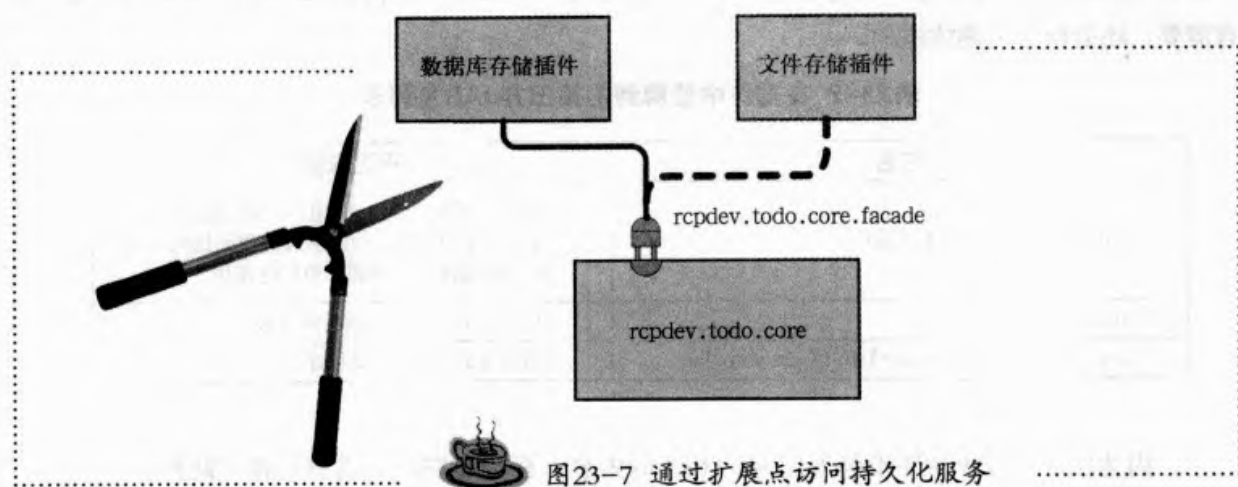 数据库存储插件
文件存储插件
rcpdev.todo.core.facade
rcpdev.todo.core
图23-7 通过扩展点访问持久化服务